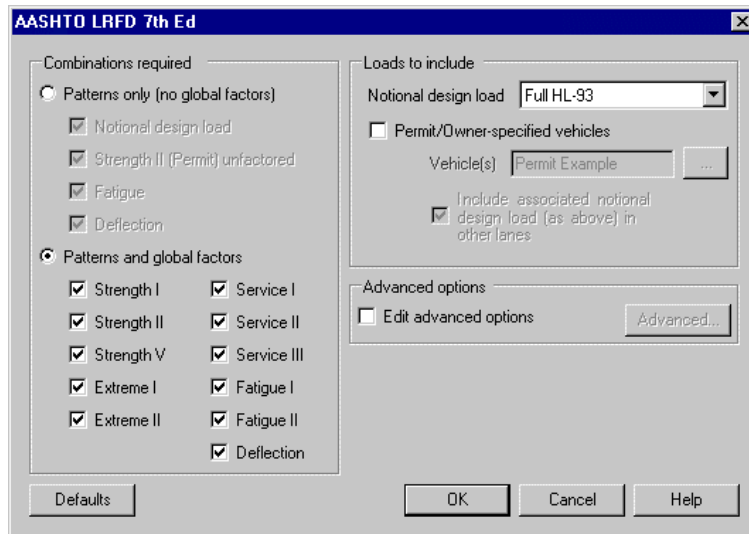 AASHTO LRFD 7th Ed
Combinations required
Patterns only (no global factors)
Notional design load
Strength II (Permit) unfactored
Fatigue
Deflection
Patterns and global factors
Strength I
Service I
Strength II
Service II
Strength V
Service III
Extreme I
Fatigue I
Extreme II
Fatigue II
Deflection
Loads to include
Notional design load Full HL-93
Permit/Owner-specified vehicles
Vehicle(s) Permit Example ...
Include associated notional
design load (as above) in
other lanes
Advanced options
Edit advanced options Advanced...
Defaults OK Cancel Help